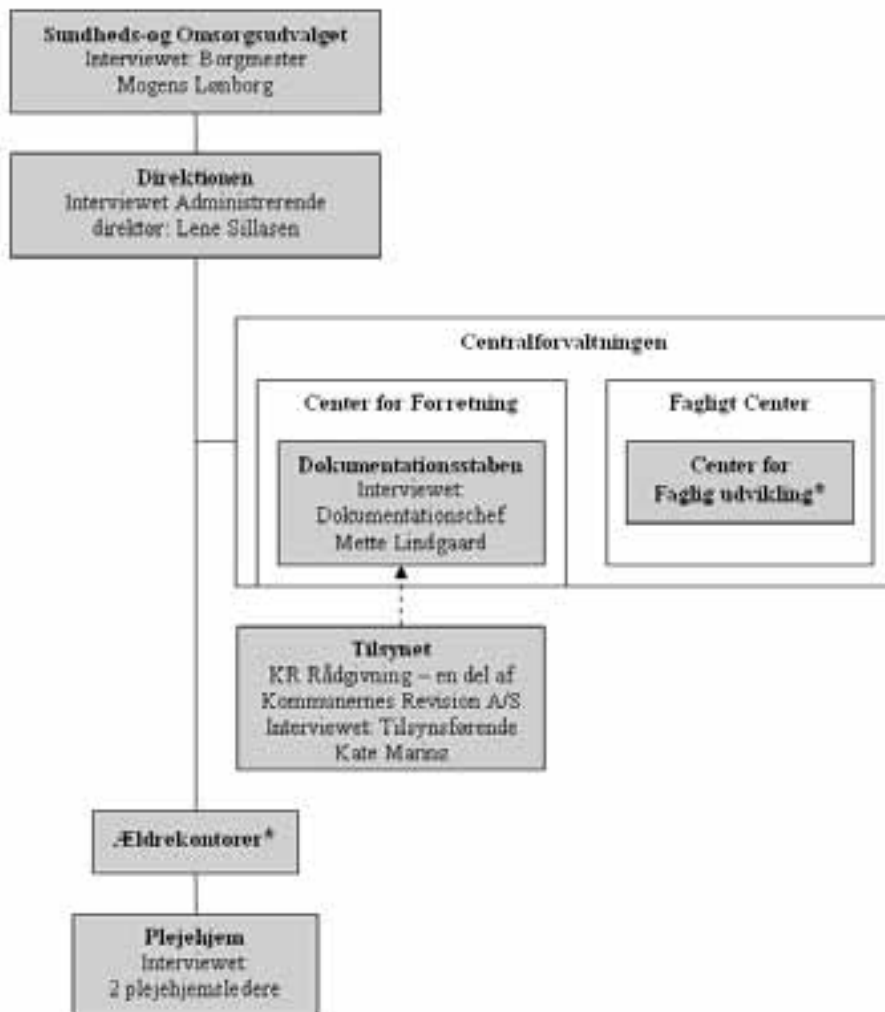 Sundheds-og Omsorgsudvalget
Interviewet: Borgmester
Mogens Lønborg
Direktionen
Interviewet Administrerende
direktør: Lene Sillasen
Centralforvaltningen
Center for Forretning
Dokumentationsstaben
Interviewet:
Dokumentationschef
Mette Lindgaard
Fagligt Center
Center for
Faglig udvikling*
Tilsynet
KR Rådgivning – en del af
Kommunernes Revision A/S
Interviewet: Tilsynsførende
Kate Mannz
Ældrekontorer*
Plejehjem
Interviewet:
2 plejehjemsledere